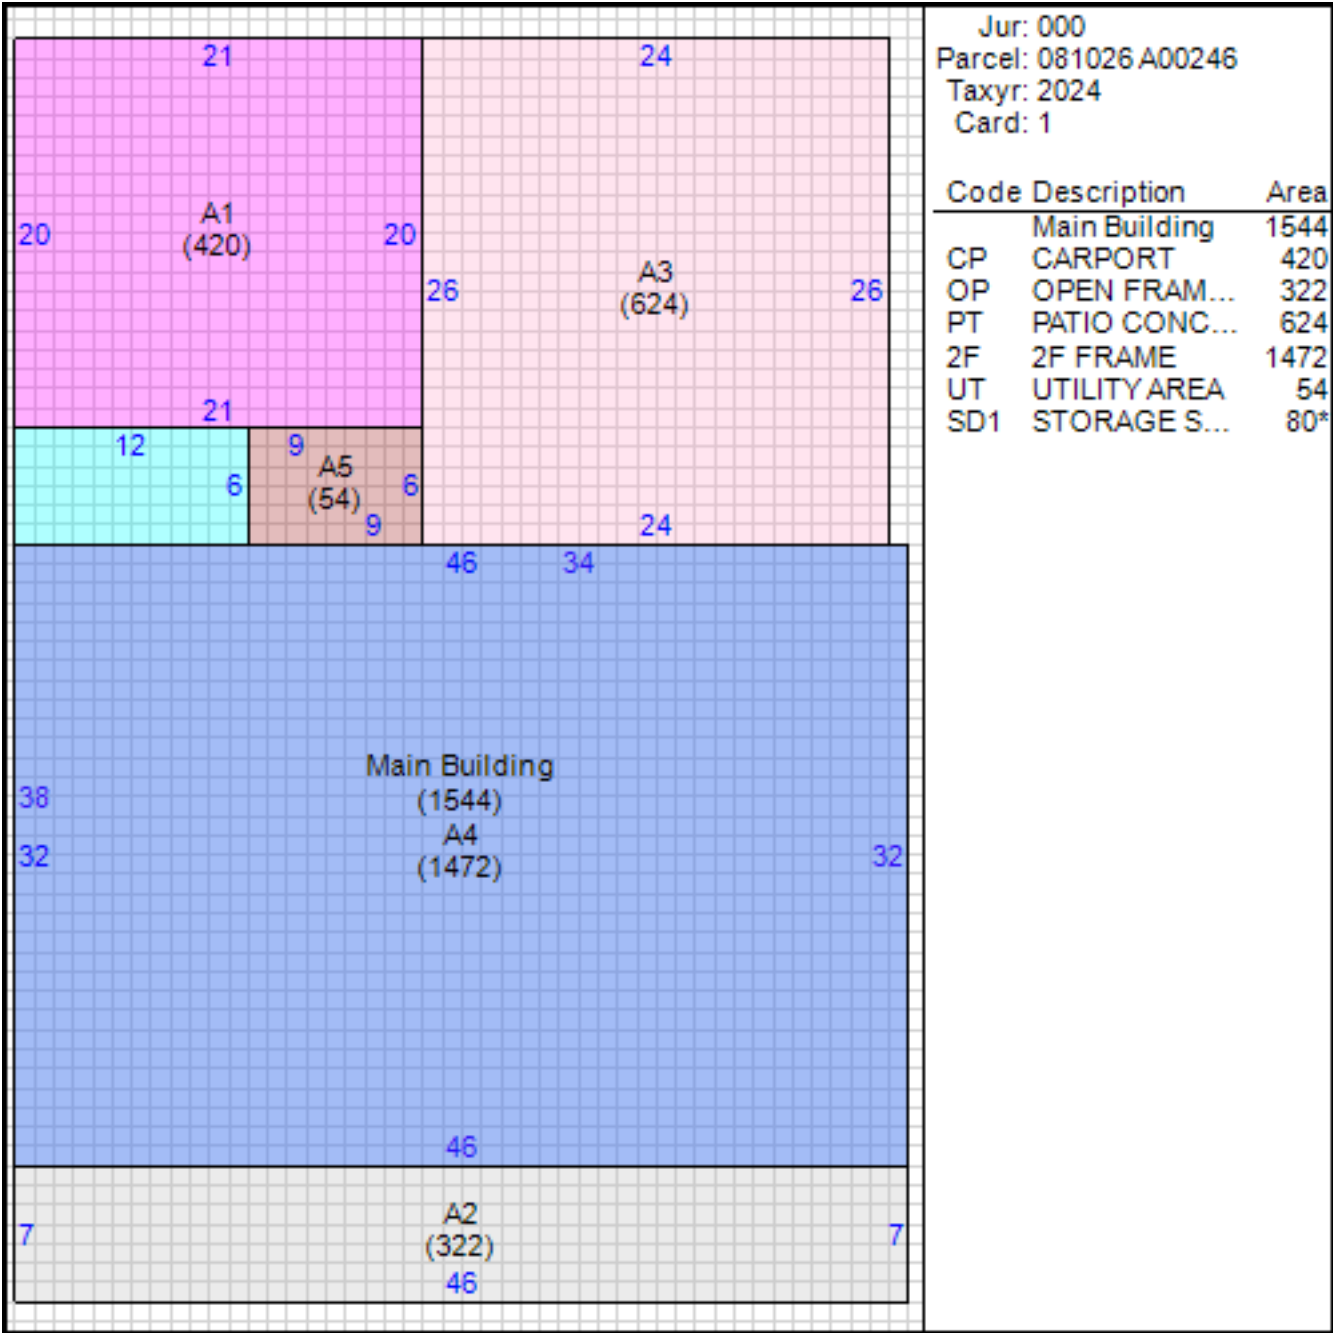 Jur: 000
Parcel: 081026 A00246
Taxyr: 2024
Card: 1
Code Description Area
Main Building 1544
CP CARPORT 420
OP OPEN FRAM... 322
PT PATIO CONC... 624
2F 2F FRAME 1472
UT UTILITY AREA 54
SD1 STORAGE S... 80*
21
24
A1
(420)
20
20
A3
(624)
26
26
21
12
9
A5
(54)
6
6
9
24
46
34
Main Building
(1544)
A4
(1472)
38
32
32
46
A2
(322)
7
7
46